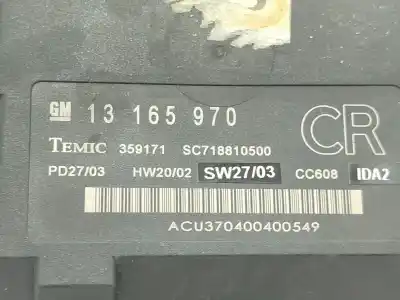 GM 13 165 970
CR
TEMIC 359171 SC718810500
PD27/03 HW20/02 SW27/03 CC608 IDA2
ACU370400400549